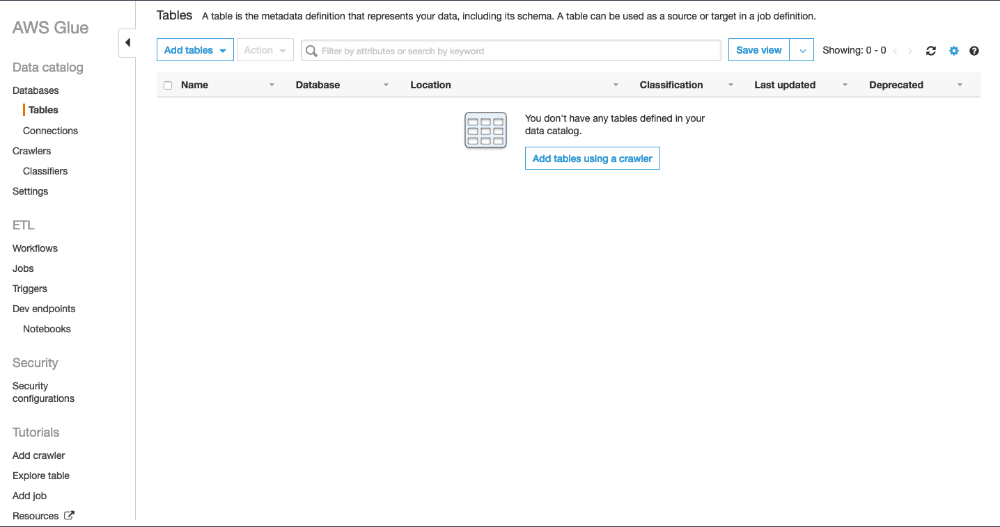 AWS Glue
Data catalog
Databases
Tables
Connections
Crawlers
Classifiers
Settings
ETL
Workflows
Jobs
Triggers
Dev endpoints
Notebooks
Security
Security
configurations
Tutorials
Add crawler
Explore table
Add job
Resources
Tables A table is the metadata definition that represents your data, including its schema. A table can be used as a source or target in a job definition.
Add tables Action Filter by attributes or search by keyword Save view Showing: 0 - 0
Name Database Location Classification Last updated Deprecated
You don't have any tables defined in your
data catalog.
Add tables using a crawler